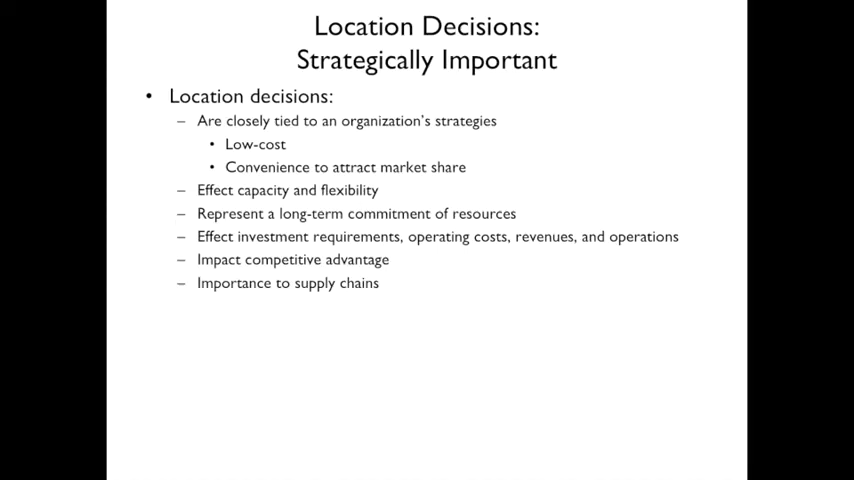 Location Decisions:
Strategically Important
• Location decisions:
– Are closely tied to an organization's strategies
• Low-cost
• Convenience to attract market share
– Effect capacity and flexibility
– Represent a long-term commitment of resources
– Effect investment requirements, operating costs, revenues, and operations
– Impact competitive advantage
– Importance to supply chains